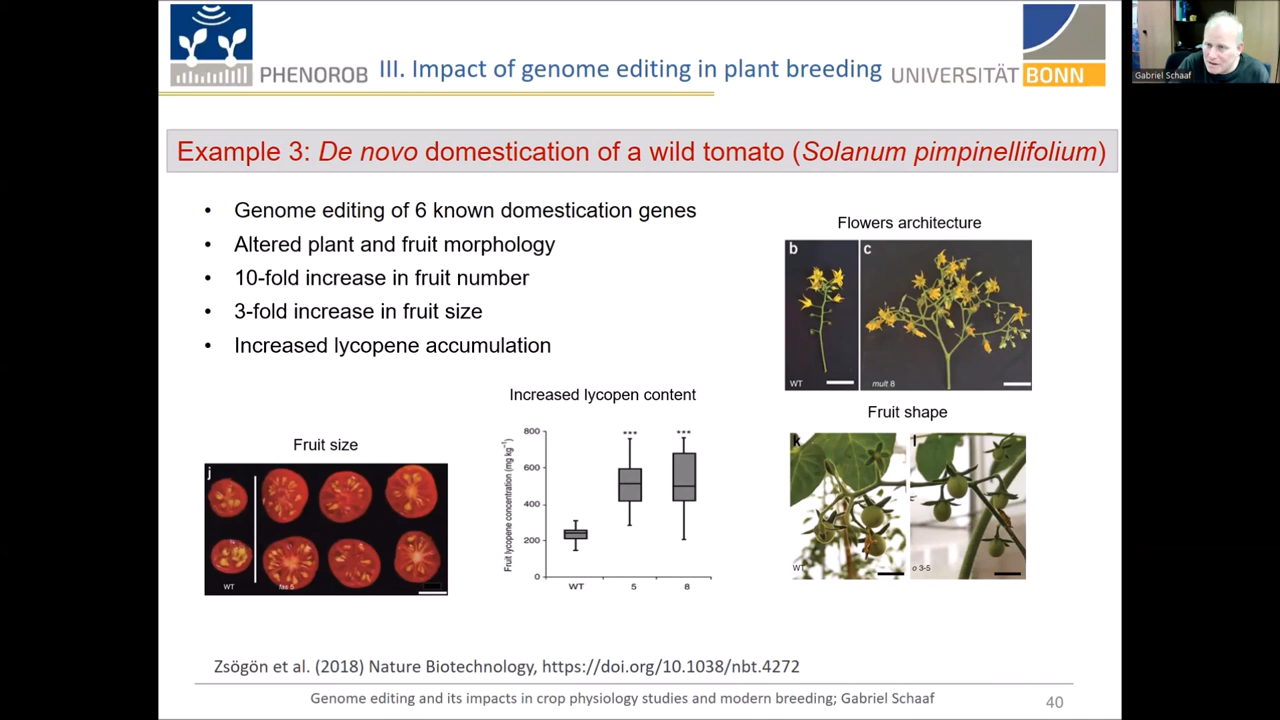 PHENOROB
III. Impact of genome editing in plant breeding
UNIVERSITÄT BONN
Gabriel Schaaf
Example 3: De novo domestication of a wild tomato (Solanum pimpinellifolium)
• Genome editing of 6 known domestication genes
• Altered plant and fruit morphology
• 10-fold increase in fruit number
• 3-fold increase in fruit size
• Increased lycopene accumulation
Flowers architecture
b
c
WT
mult 8
Fruit size
j
WT
Increased lycopen content
Fruit lycopene concentration (mg kg⁻¹)
800
600
400
200
0
***
***
WT
5
8
Fruit shape
k
l
WT
o 3-5
Zsögön et al. (2018) Nature Biotechnology, https://doi.org/10.1038/nbt.4272
Genome editing and its impacts in crop physiology studies and modern breeding; Gabriel Schaaf
40